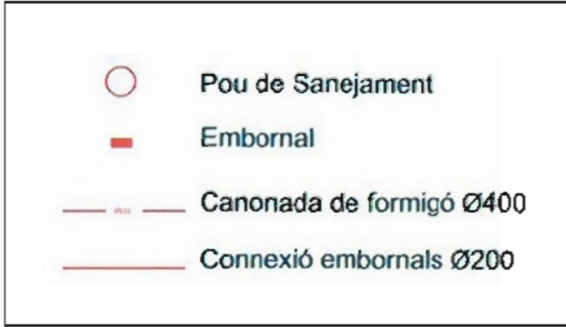 Pou de Sanejament
Embornal
Canonada de formigó Ø400
Connexió embornals Ø200